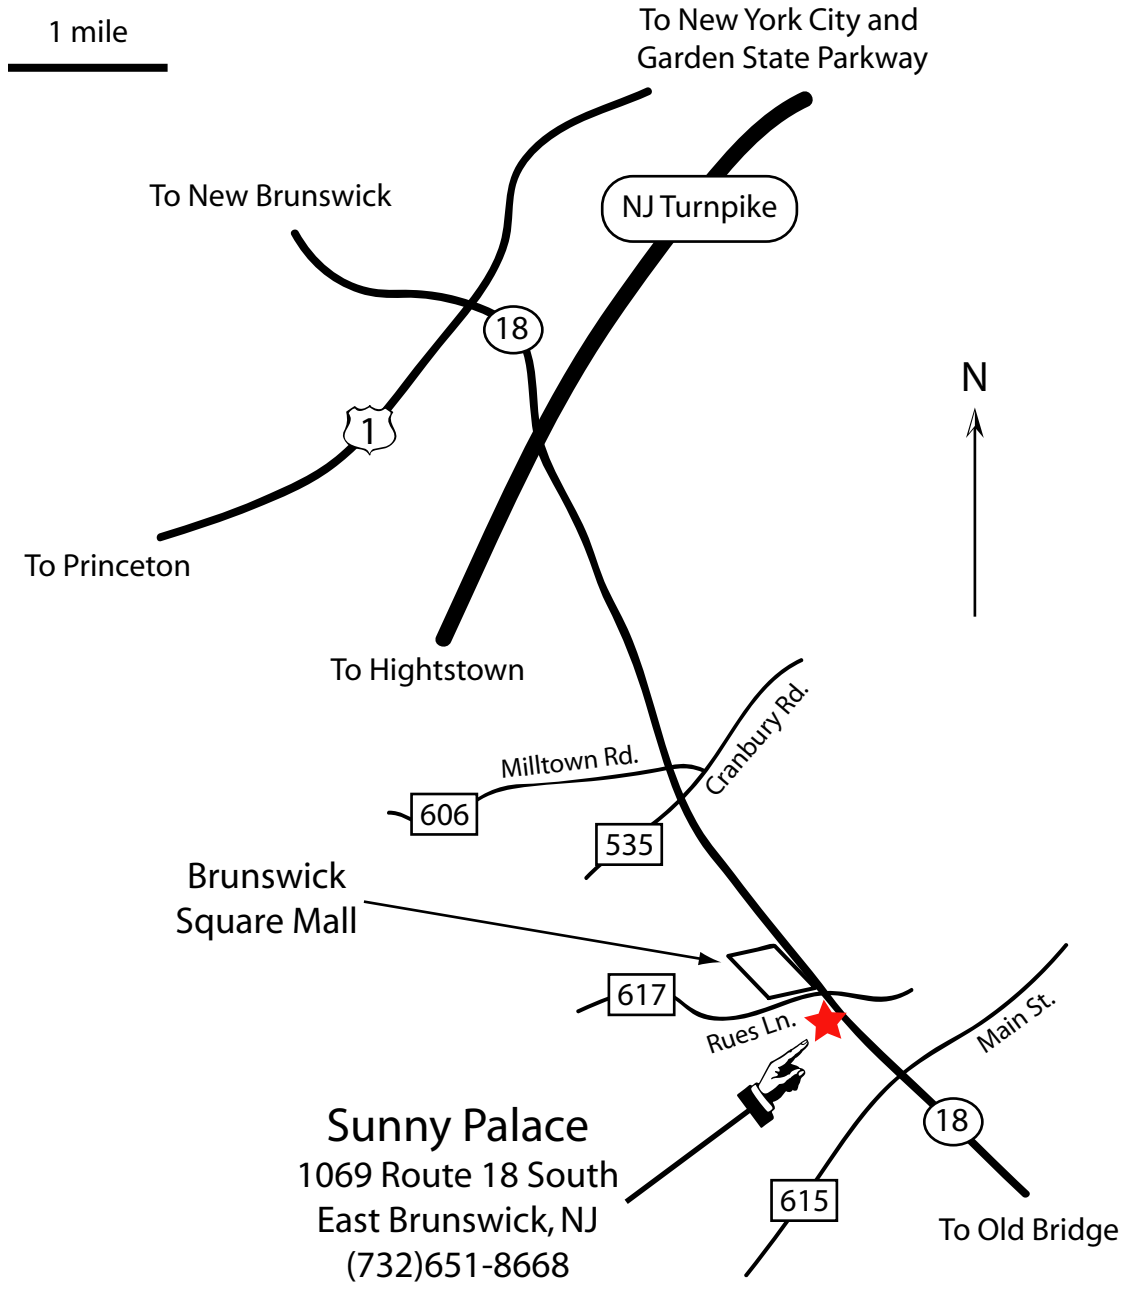 1 mile
To New York City and
Garden State Parkway
To New Brunswick
NJ Turnpike
18
N
1
To Princeton
To Hightstown
Cranbury Rd.
Milltown Rd.
606
535
Brunswick
Square Mall
617
Rues Ln.
Main St.
Sunny Palace
1069 Route 18 South
East Brunswick, NJ
(732)651-8668
18
615
To Old Bridge